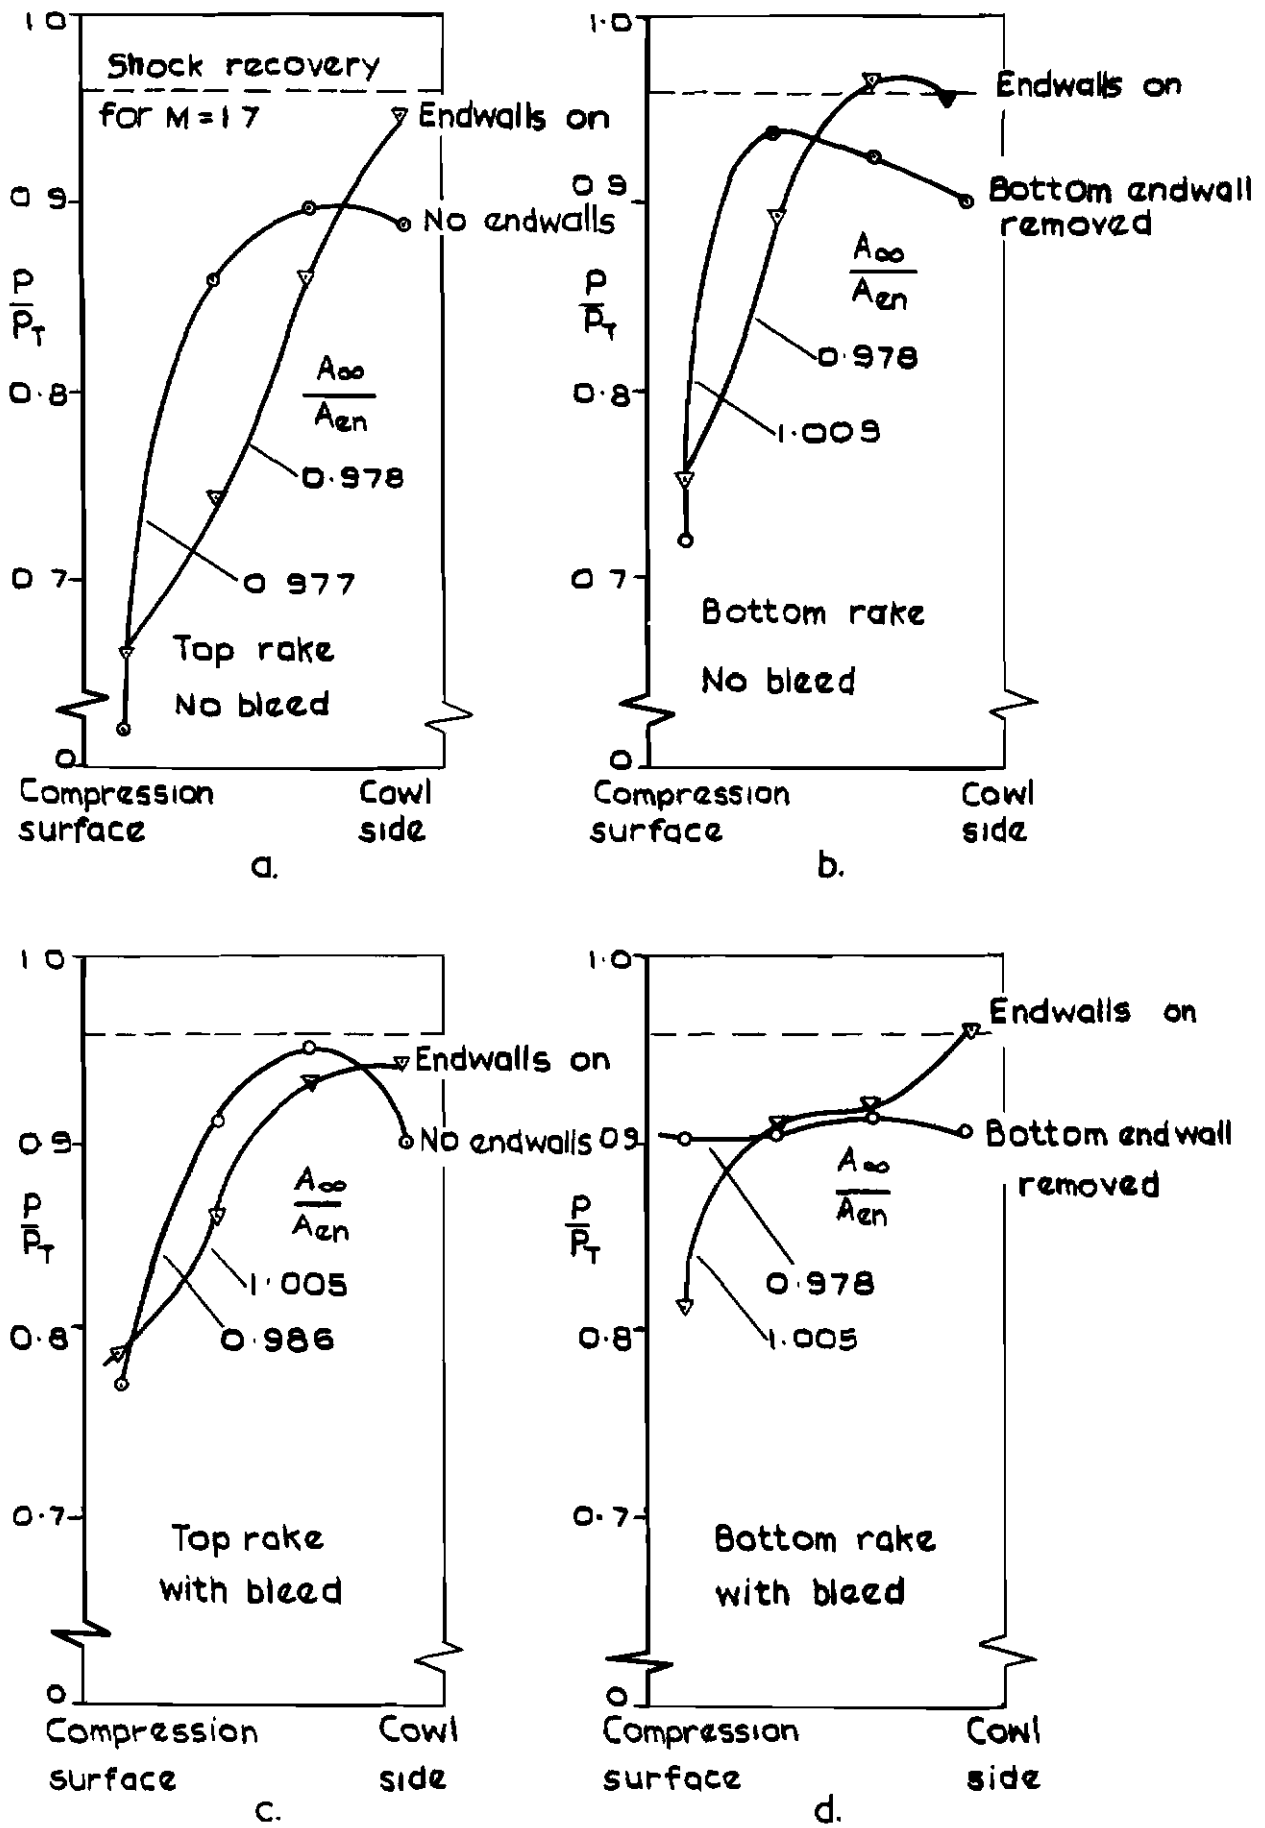 1 0
Shock recovery
for M = 1 7
Endwalls on
0 9
No endwalls
P
P_T
0.8
A∞
A_en
0.978
0 7
0 977
Top rake
No bleed
0
Compression
surface
Cowl
side
a.
1.0
Endwalls on
0 9
Bottom endwall
removed
P
P_T
A∞
A_en
0.978
0.8
1.009
0 7
Bottom rake
No bleed
0
Compression
surface
Cowl
side
b.
1 0
Endwalls on
0 9
No endwalls
P
P_T
A∞
A_en
1.005
0.8
0.986
0.7
Top rake
with bleed
0
Compression
surface
Cowl
side
c.
1.0
Endwalls on
0 9
Bottom endwall
removed
P
P_T
A∞
A_en
0.978
0.8
1.005
0.7
Bottom rake
with bleed
0
Compression
surface
Cowl
side
d.